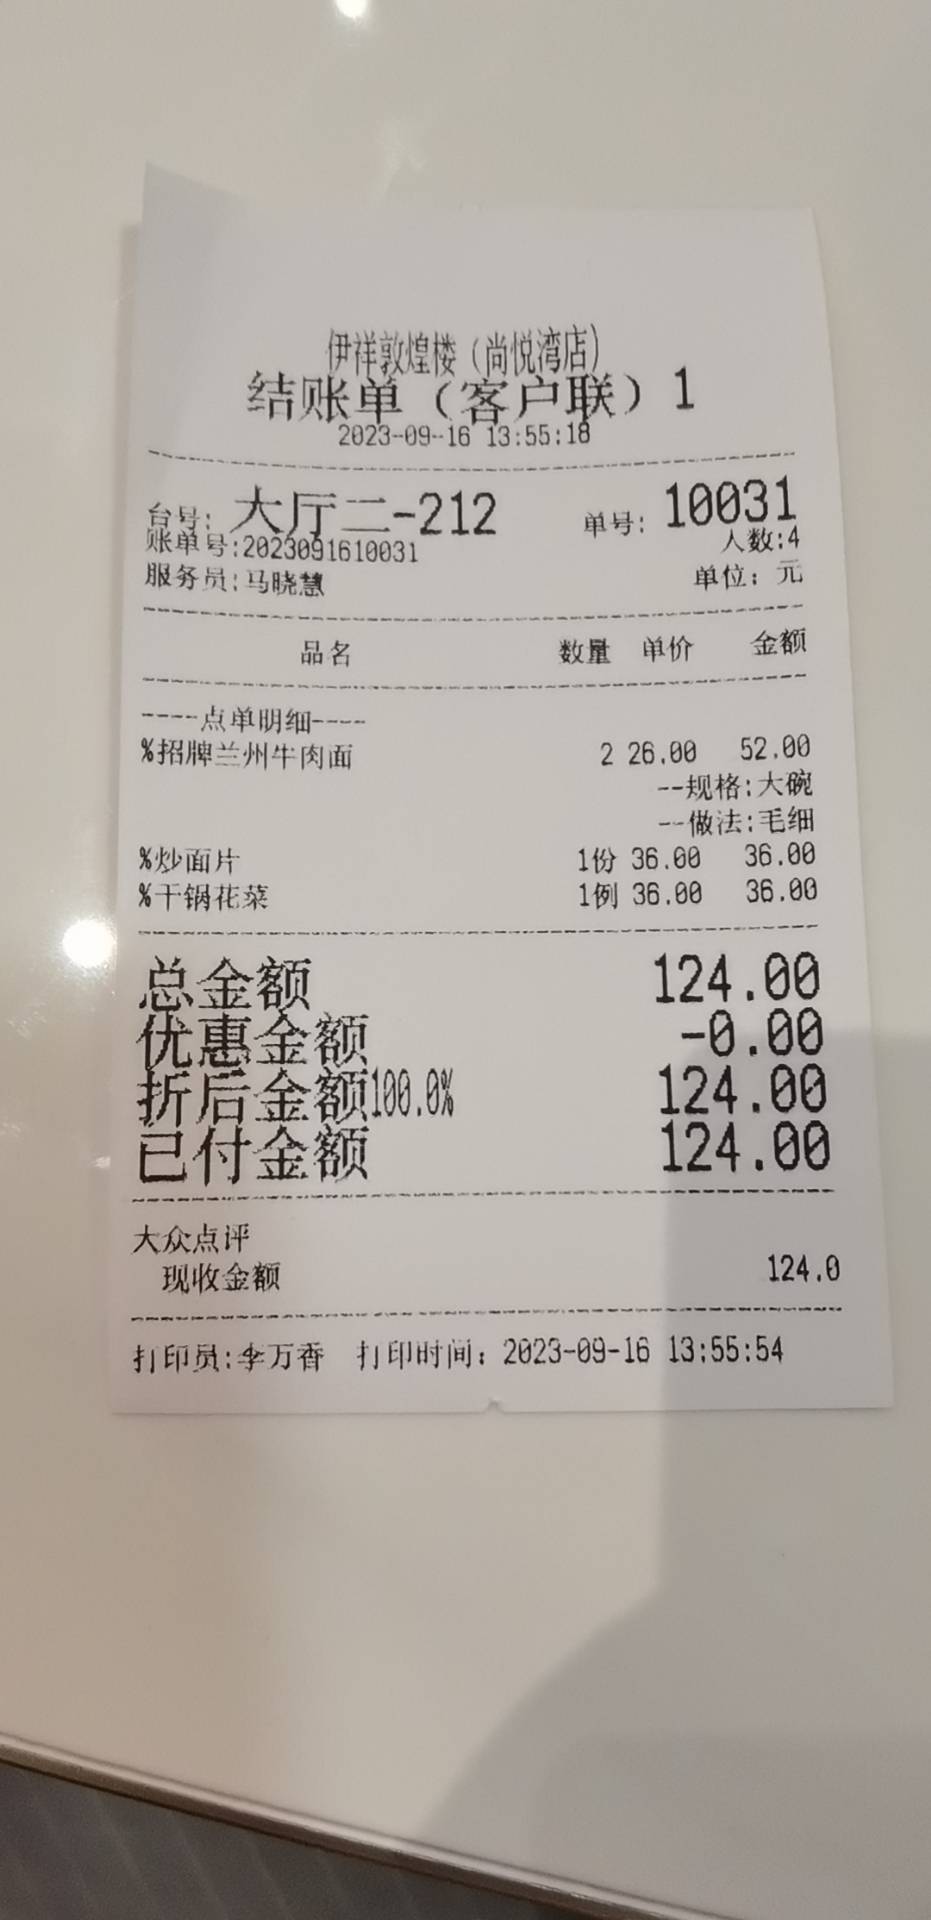 伊祥敦煌楼（尚悦湾店）
结账单（客户联）1
2023-09-16 13:55:18
台号: 大厅二-212 单号: 10031
账单号:2023091610031 人数:4
服务员:马晓慧 单位: 元
品名 数量 单价 金额
----点单明细----
%招牌兰州牛肉面 2 26.00 52.00
--规格:大碗
--做法:毛细
%炒面片 1份 36.00 36.00
%干锅花菜 1例 36.00 36.00
总金额 124.00
优惠金额 -0.00
折后金额100.0% 124.00
已付金额 124.00
大众点评
现收金额 124.0
打印员:李万香 打印时间: 2023-09-16 13:55:54